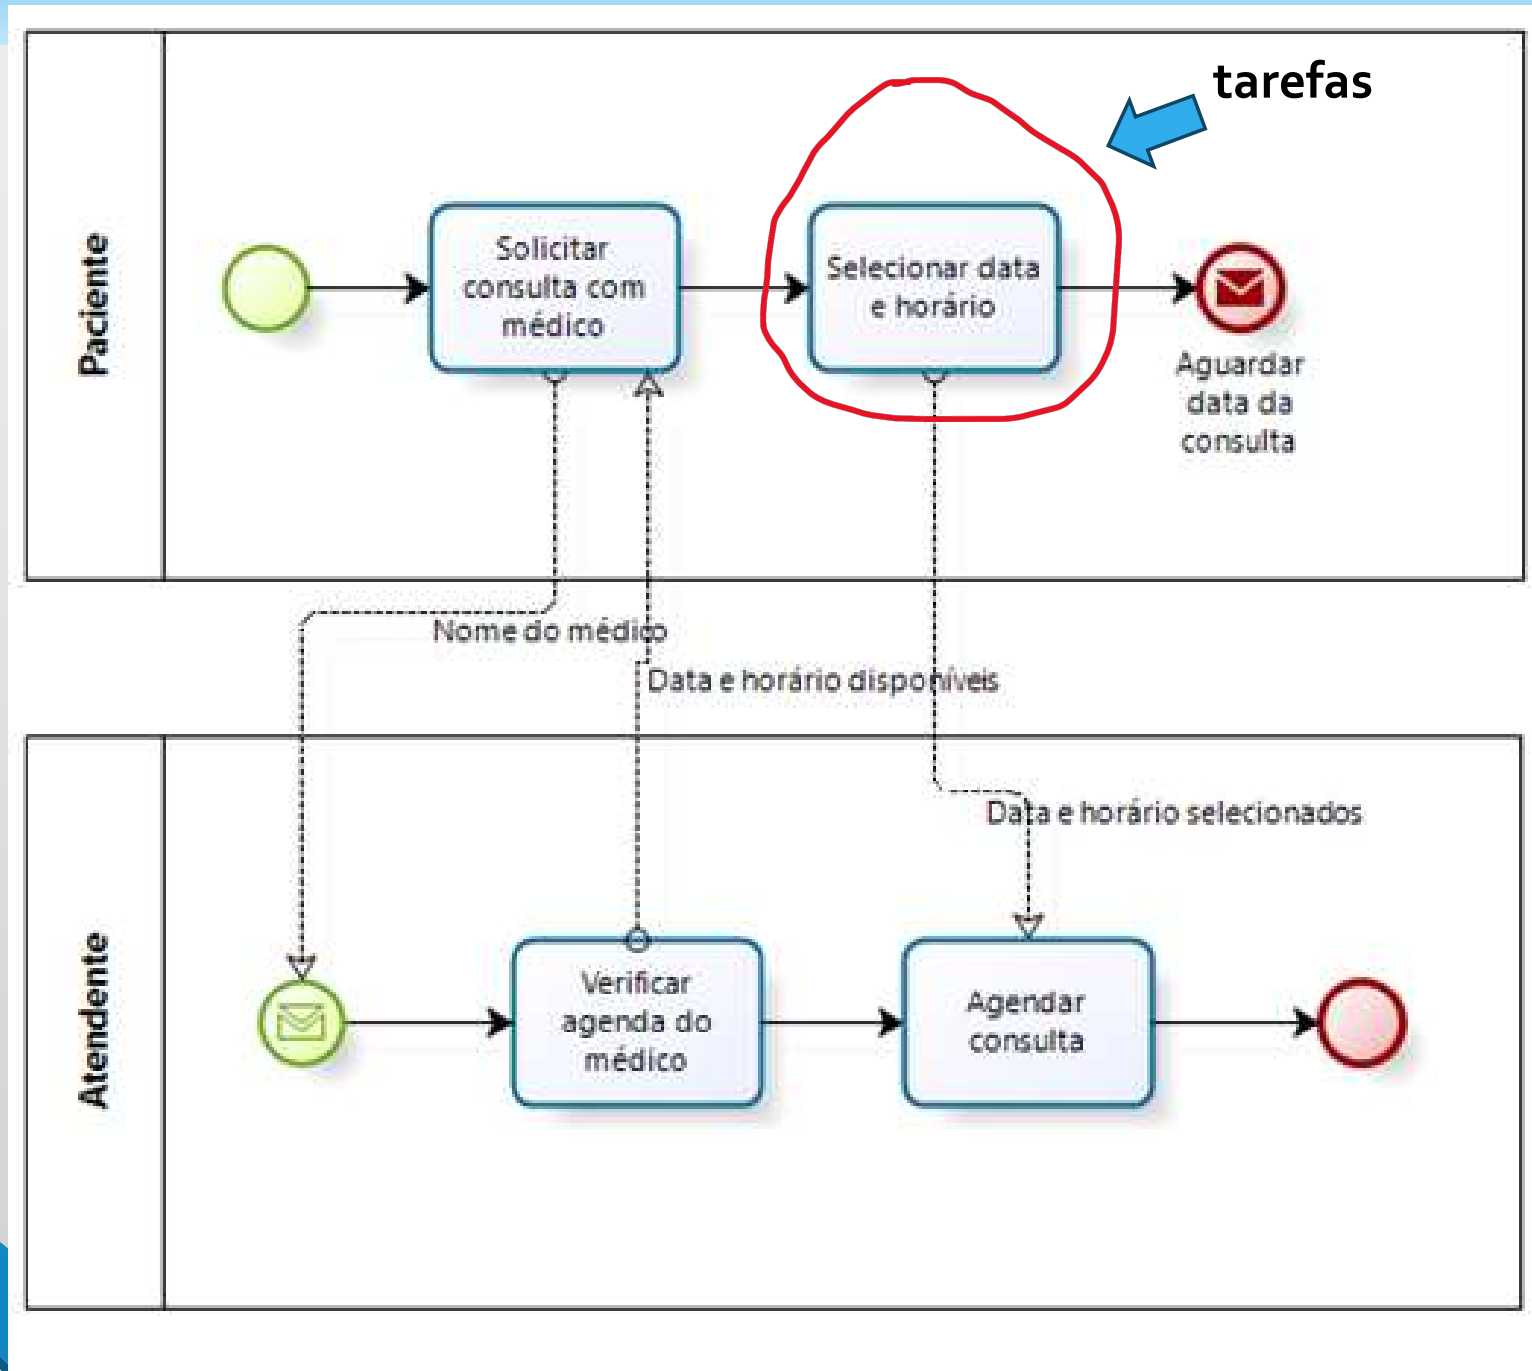 tarefas
Paciente
Solicitar
consulta com
médico
Selecionar data
e horário
Aguardar
data da
consulta
Nome do médico
Data e horário disponíveis
Data e horário selecionados
Atendente
Verificar
agenda do
médico
Agendar
consulta